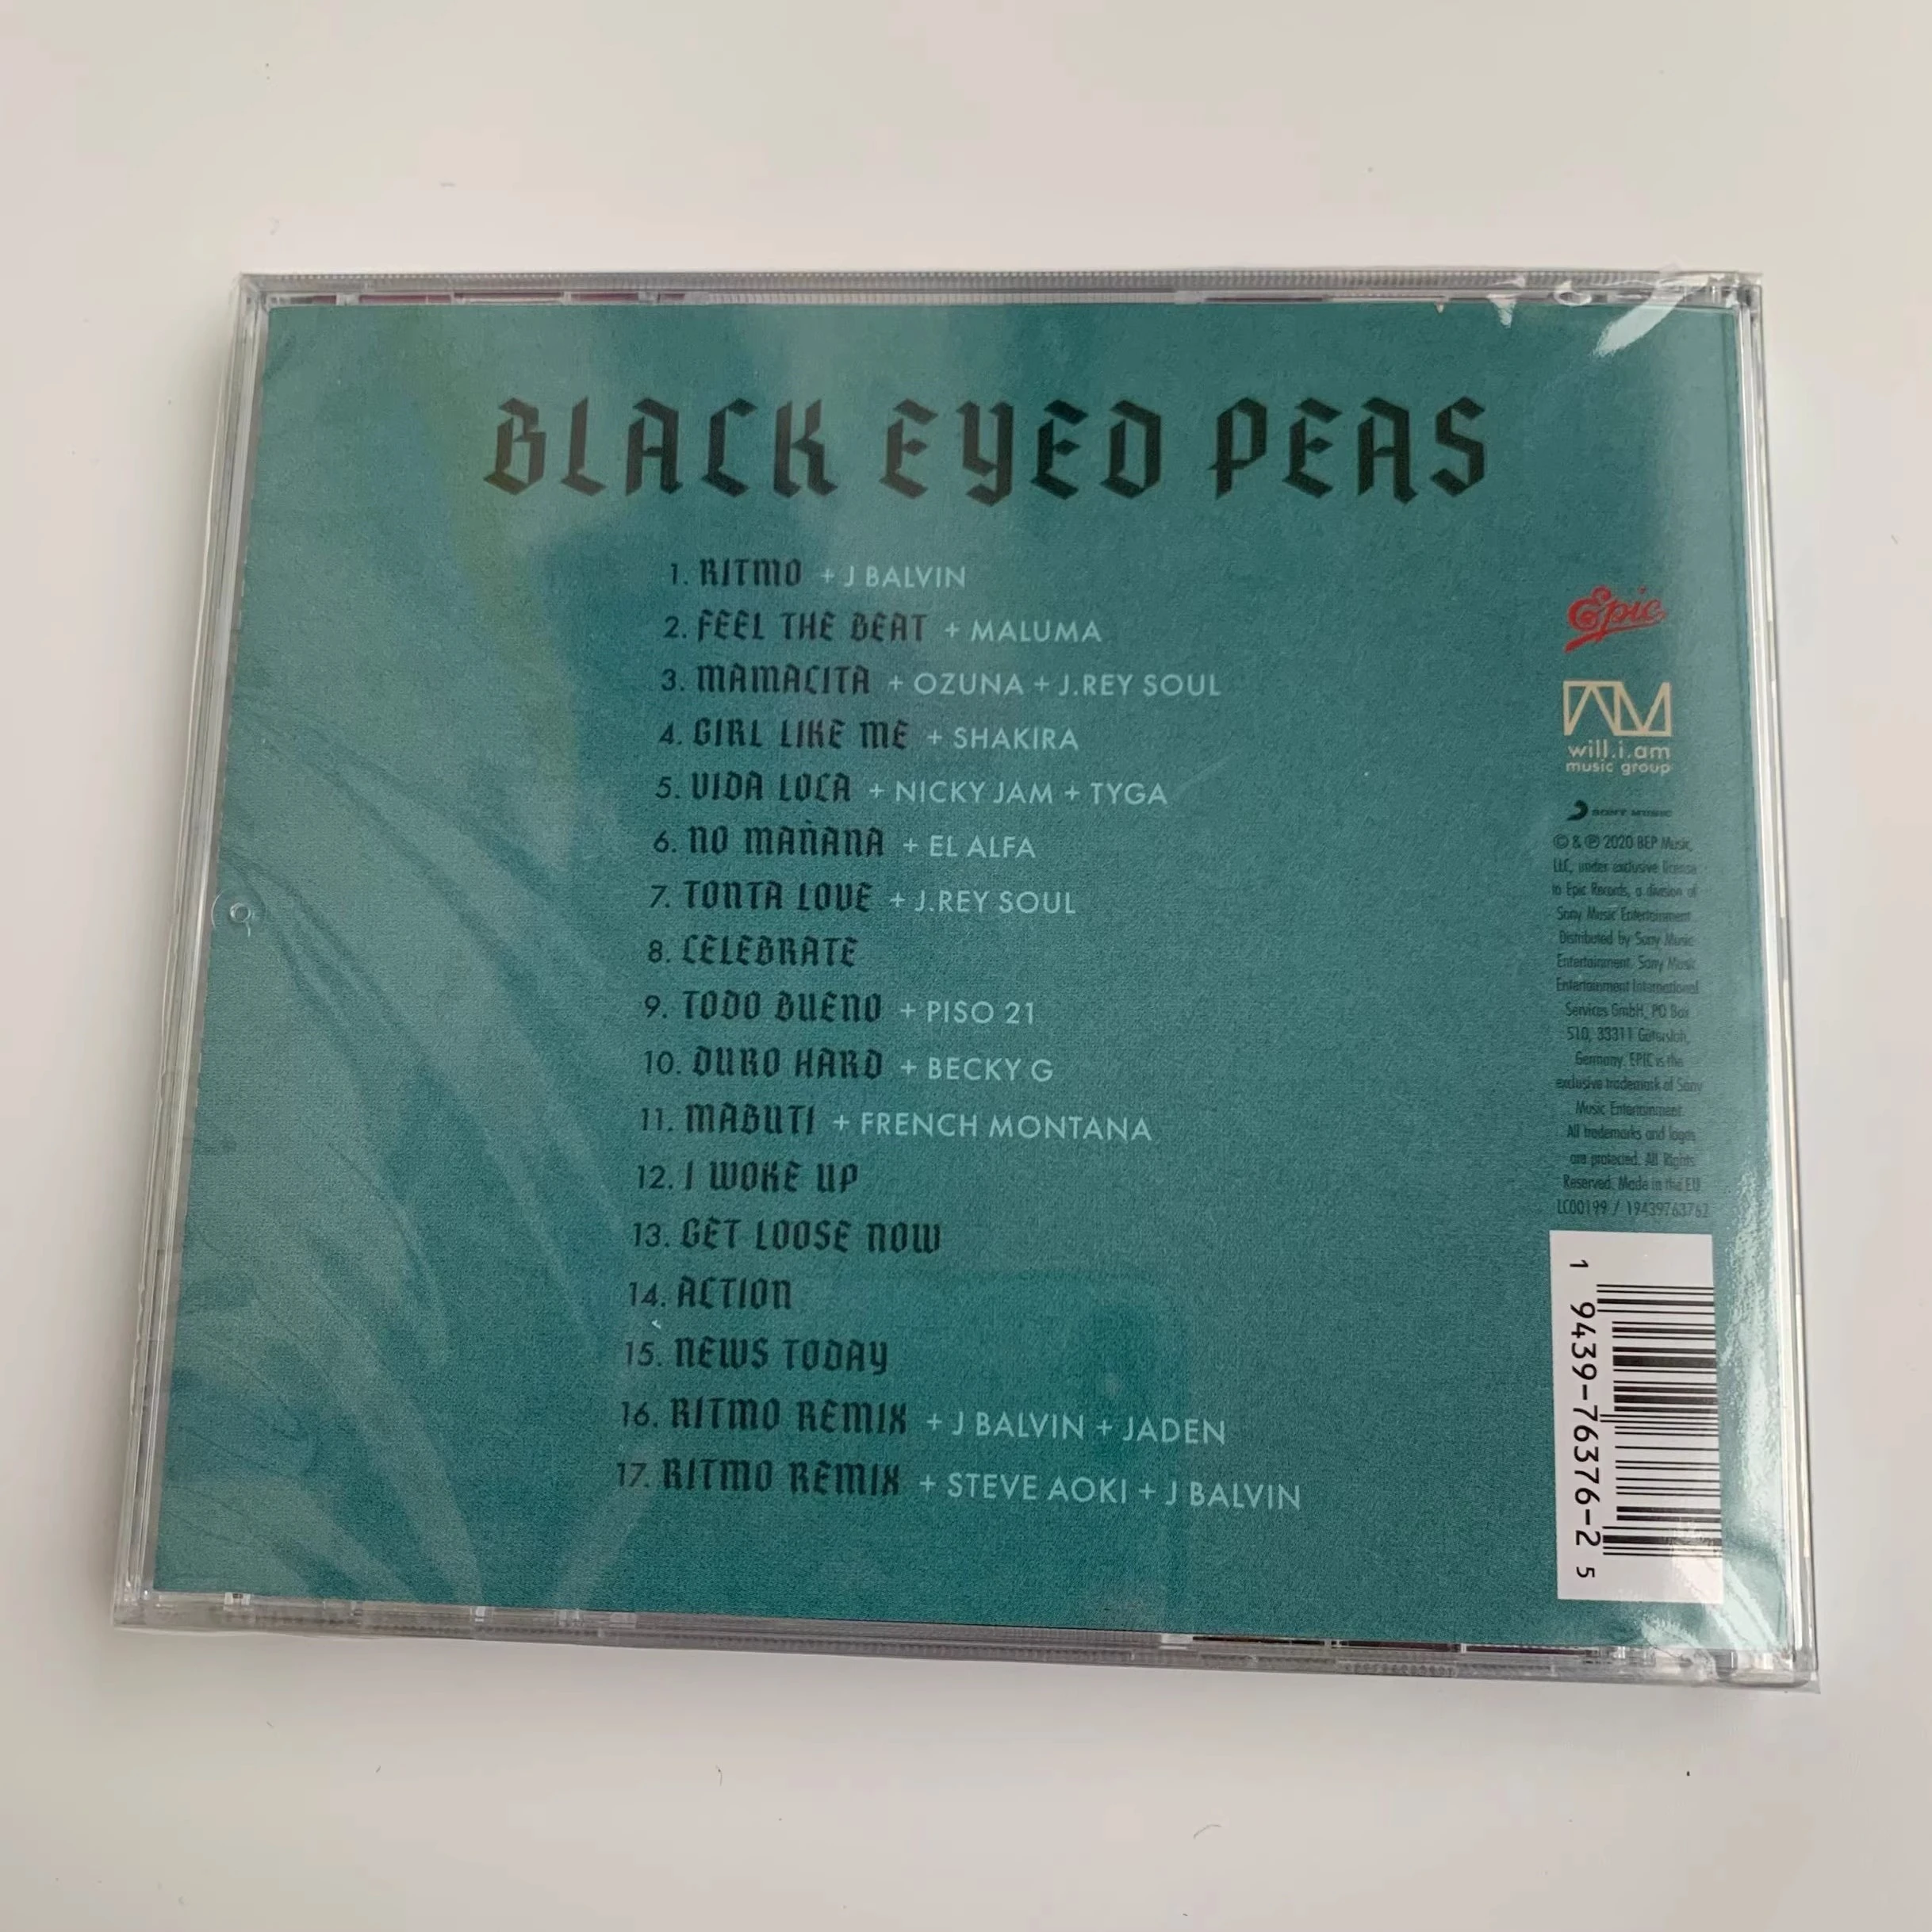 BLACK EYED PEAS
1. RITMO + J BALVIN
2. FEEL THE BEAT + MALUMA
3. MAMACITA + OZUNA + J.REY SOUL
4. GIRL LIKE ME + SHAKIRA
5. VIDA LOCA + NICKY JAM + TYGA
6. NO MAÑANA + EL ALFA
7. TONTA LOVE + J.REY SOUL
8. CELEBRATE
9. TODO BUENO + PISO 21
10. DURO HARD + BECKY G
11. MABUTI + FRENCH MONTANA
12. I WOKE UP
13. GET LOOSE NOW
14. ACTION
15. NEWS TODAY
16. RITMO REMIX + J BALVIN + JADEN
17. RITMO REMIX + STEVE AOKI + J BALVIN
Epic
will.i.am
music group
SONY MUSIC
© & ℗ 2020 BEP Music,
LLC, under exclusive license
to Epic Records, a division of
Sony Music Entertainment.
Distributed by Sony Music
Entertainment. Sony Music
Entertainment International
Services GmbH, PO Box
510, 33311 Gütersloh,
Germany. EPIC is the
exclusive trademark of Sony
Music Entertainment.
All trademarks and logos
are protected. All Rights
Reserved. Made in the EU
LC00199 / 19439763762
1 9439-76376-2 5